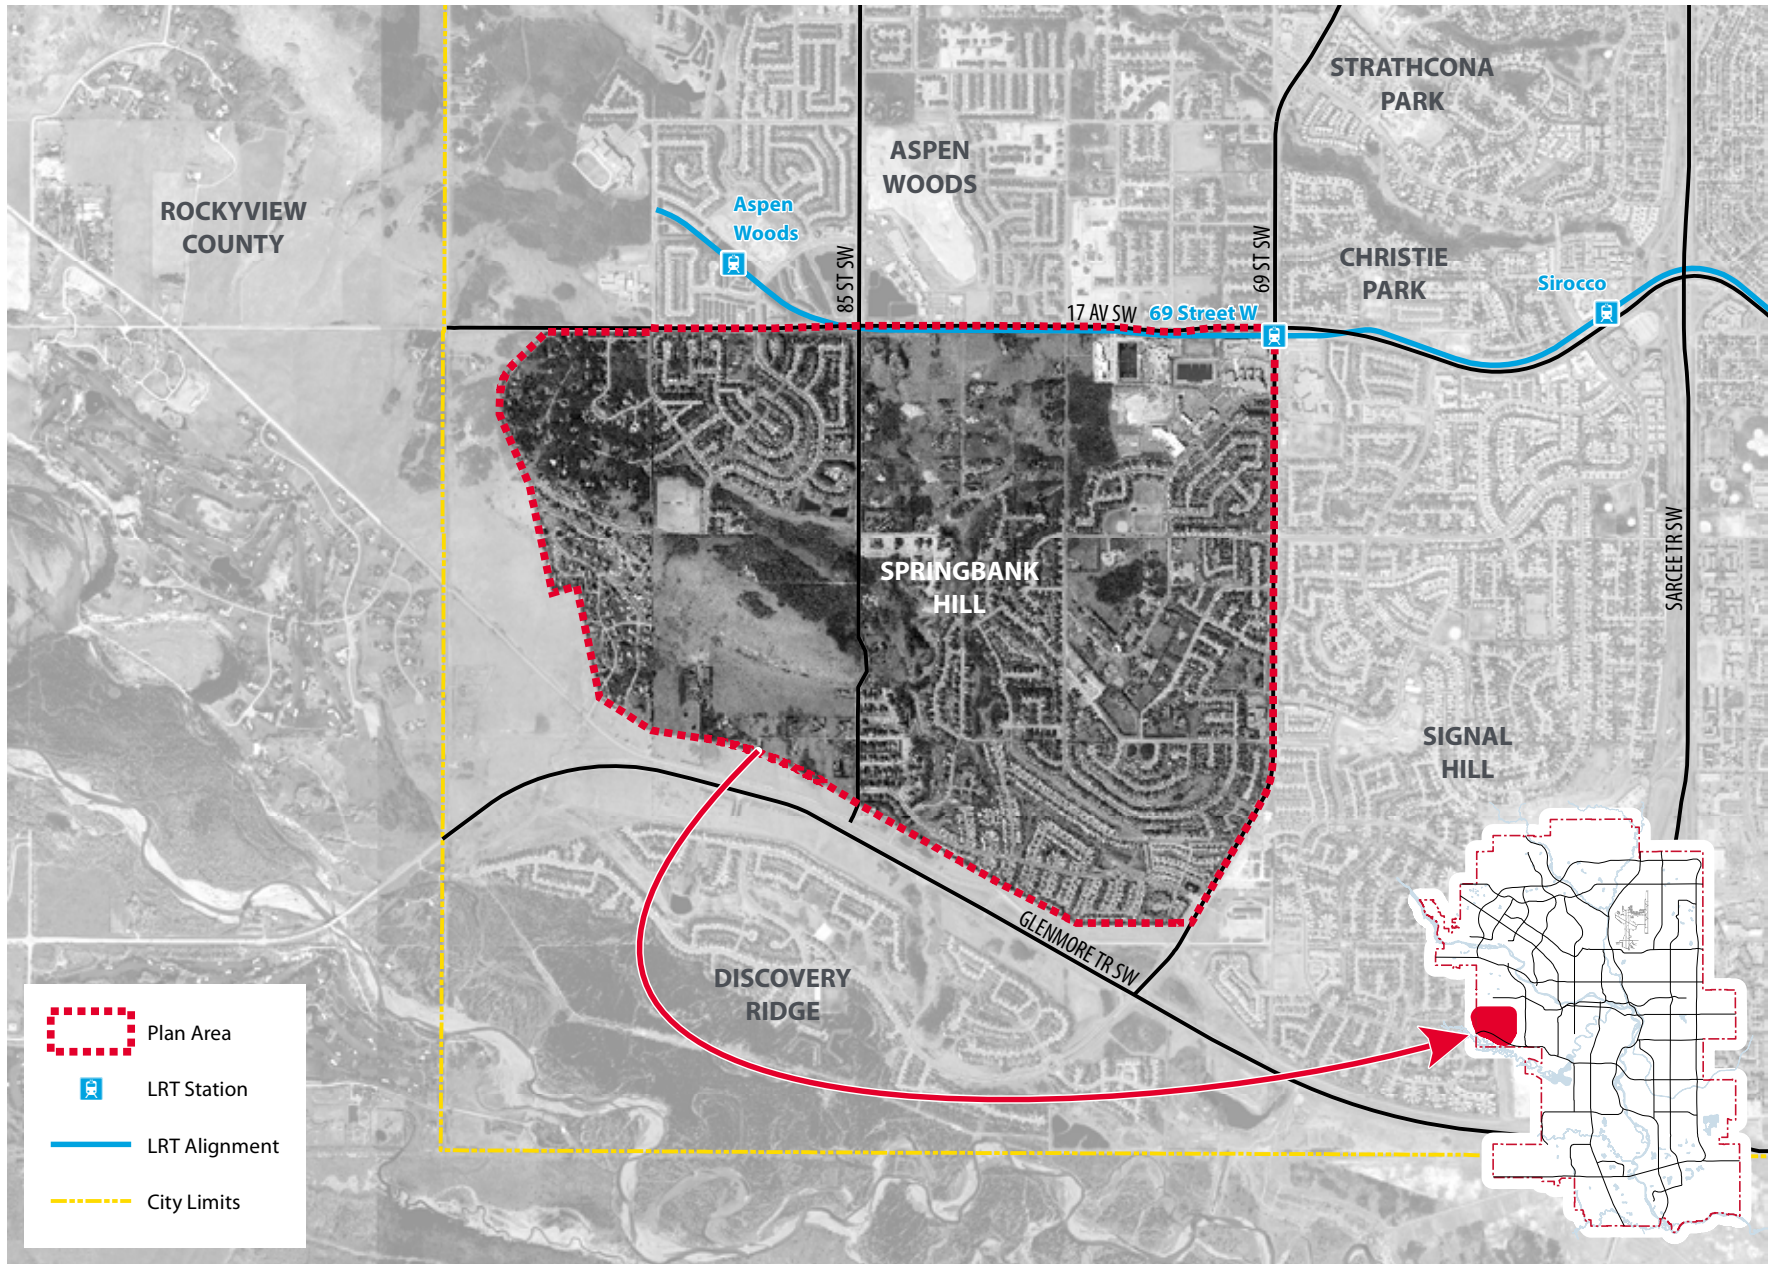 STRATHCONA
PARK
ASPEN
WOODS
ROCKYVIEW
COUNTY
Aspen
Woods
85 ST SW
69 ST SW
CHRISTIE
PARK
Sirocco
17 AV SW
69 Street W
SPRINGBANK
HILL
SARCEE TR SW
SIGNAL
HILL
GLENMORE TR SW
DISCOVERY
RIDGE
Plan Area
LRT Station
LRT Alignment
City Limits